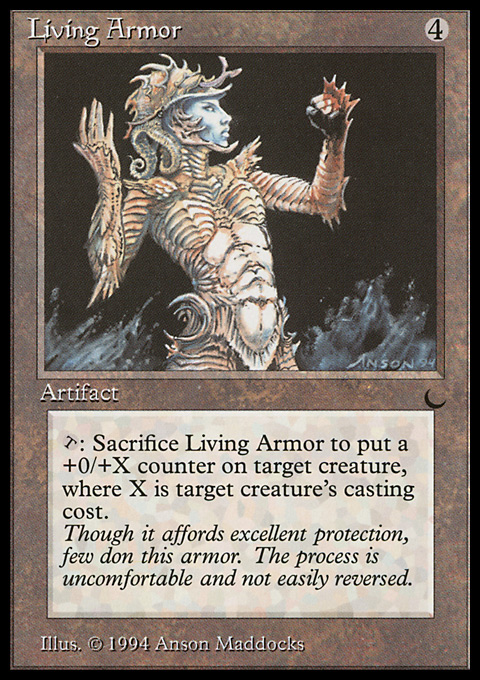 Living Armor 4
ANSON 94
Artifact
: Sacrifice Living Armor to put a
+0/+X counter on target creature,
where X is target creature's casting
cost.
Though it affords excellent protection,
few don this armor. The process is
uncomfortable and not easily reversed.
Illus. © 1994 Anson Maddocks